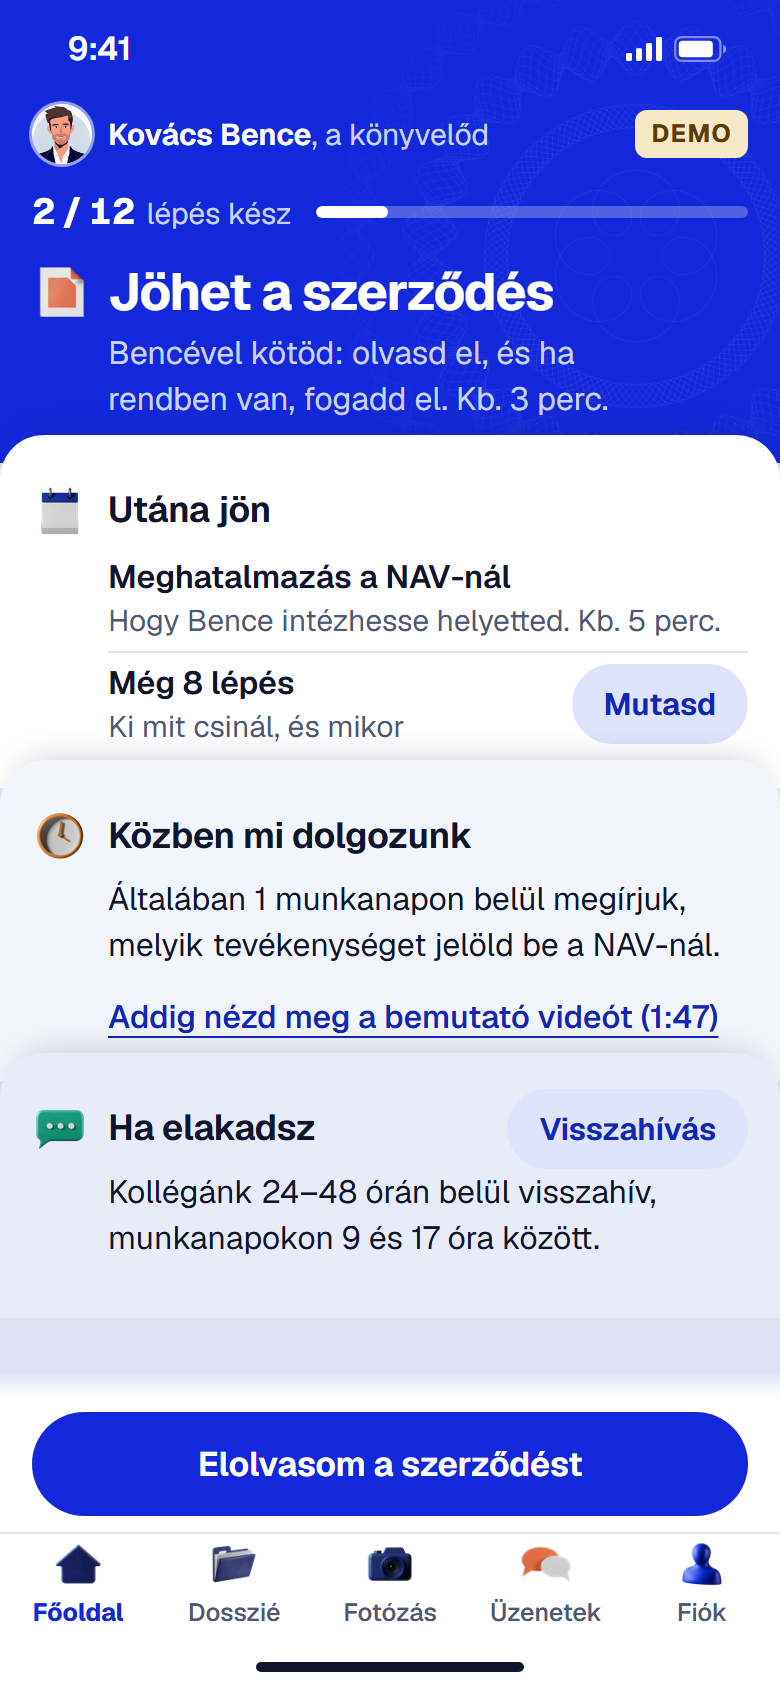 9:41
Kovács Bence, a könyvelőd
DEMO
2 / 12 lépés kész
Jöhet a szerződés
Bencével kötöd: olvasd el, és ha
rendben van, fogadd el. Kb. 3 perc.
Utána jön
Meghatalmazás a NAV-nál
Hogy Bence intézhesse helyetted. Kb. 5 perc.
Még 8 lépés
Ki mit csinál, és mikor
Mutasd
Közben mi dolgozunk
Általában 1 munkanapon belül megírjuk,
melyik tevékenységet jelöld be a NAV-nál.
Addig nézd meg a bemutató videót (1:47)
Ha elakadsz
Visszahívás
Kollégánk 24–48 órán belül visszahív,
munkanapokon 9 és 17 óra között.
Elolvasom a szerződést
Főoldal
Dosszié
Fotózás
Üzenetek
Fiók